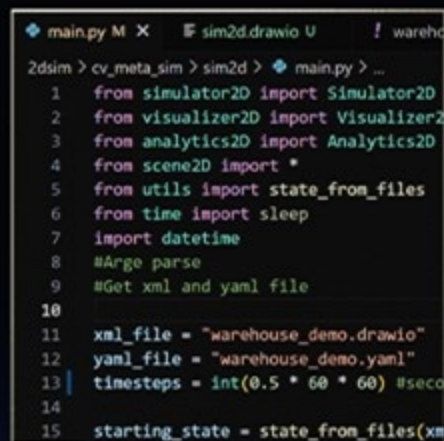 main.py M X sim2d.drawio U ! wareho
2dsim > cv_meta_sim > sim2d > main.py > ...
1 from simulator2D import Simulator2D
2 from visualizer2D import Visualizer2
3 from analytics2D import Analytics2D
4 from scene2D import *
5 from utils import state_from_files
6 from time import sleep
7 import datetime
8 #Arge parse
9 #Get xml and yaml file
10
11 xml_file = "warehouse_demo.drawio"
12 yaml_file = "warehouse_demo.yaml"
13 timesteps = int(0.5 * 60 * 60) #seco
14
15 starting_state = state_from_files(xm